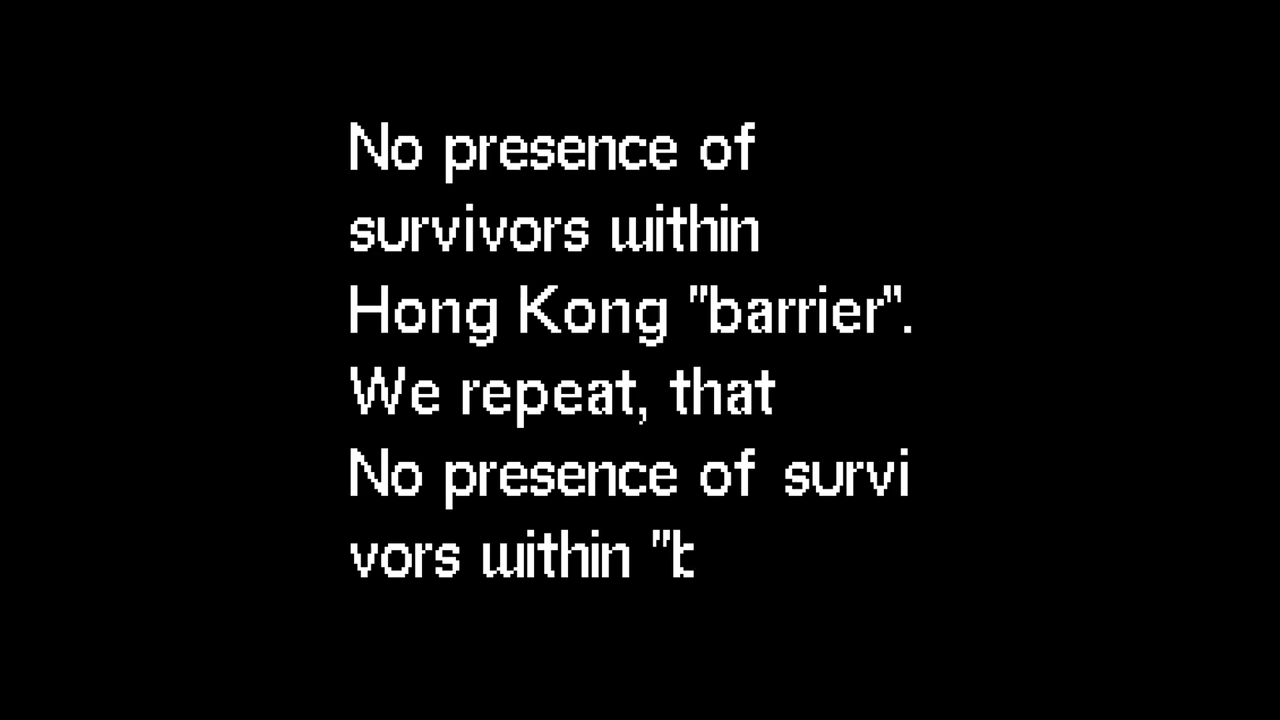 No presence of
survivors within
Hong Kong "barrier".
We repeat, that
No presence of survi
vors within "